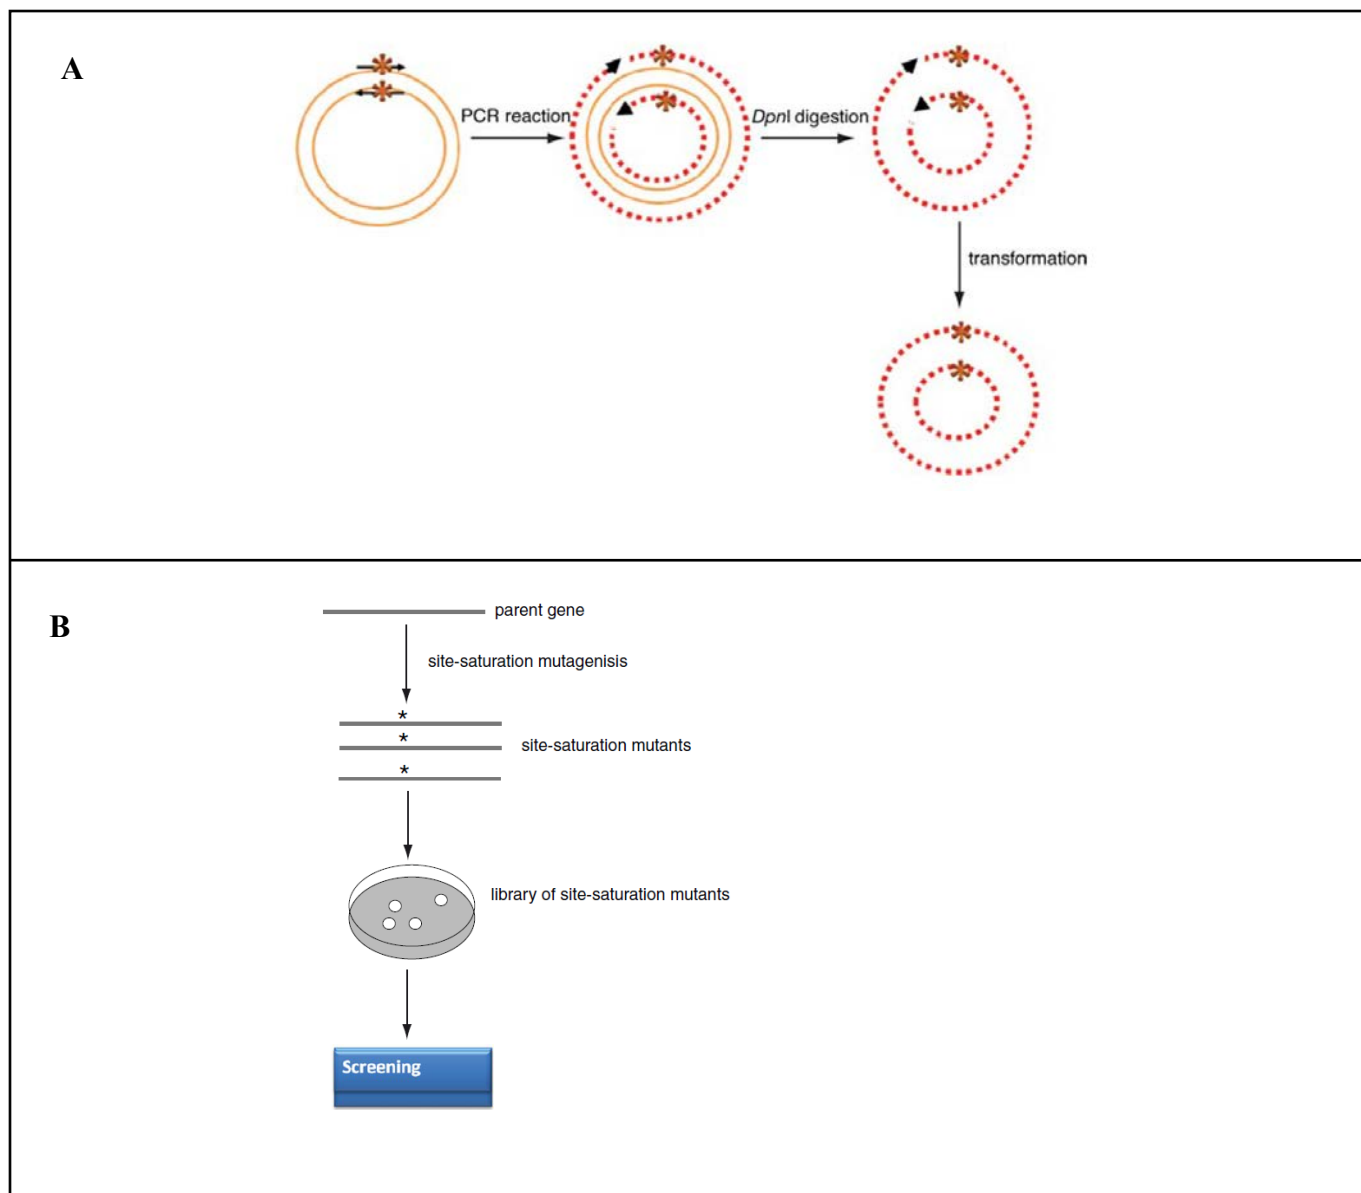 A
PCR reaction
DpnI digestion
transformation
B
parent gene
site-saturation mutagenisis
*
*
site-saturation mutants
*
library of site-saturation mutants
Screening